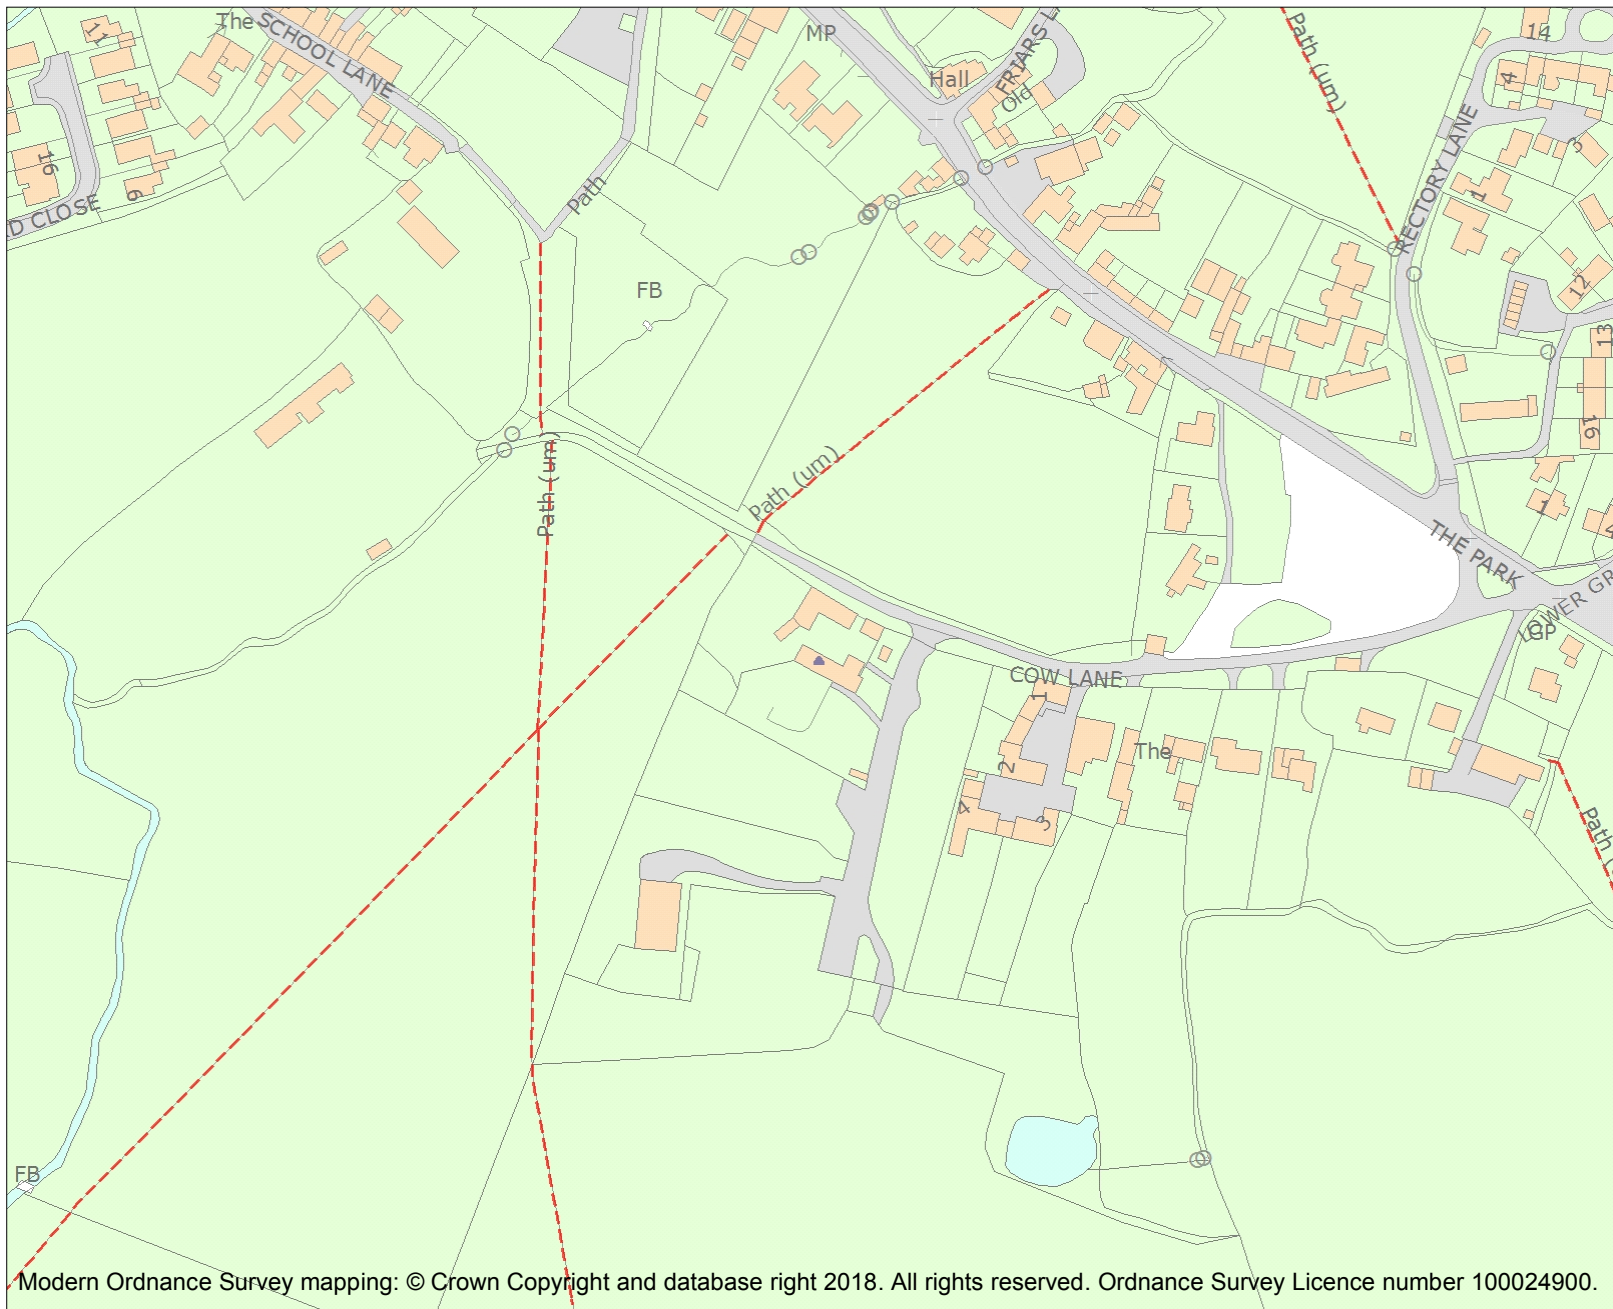 The
SCHOOL LANE
11
MP
Hall
FRIARS L
Old
Path (um)
14
4
3
RECTORY LANE
16
6
RD CLOSE
Path
1
FB
12
13
16
Path (um)
Path (um)
1
4
THE PARK
LOWER GR
GP
COW LANE
1
The
2
4
3
Path (
FB
Modern Ordnance Survey mapping: © Crown Copyright and database right 2018. All rights reserved. Ordnance Survey Licence number 100024900.